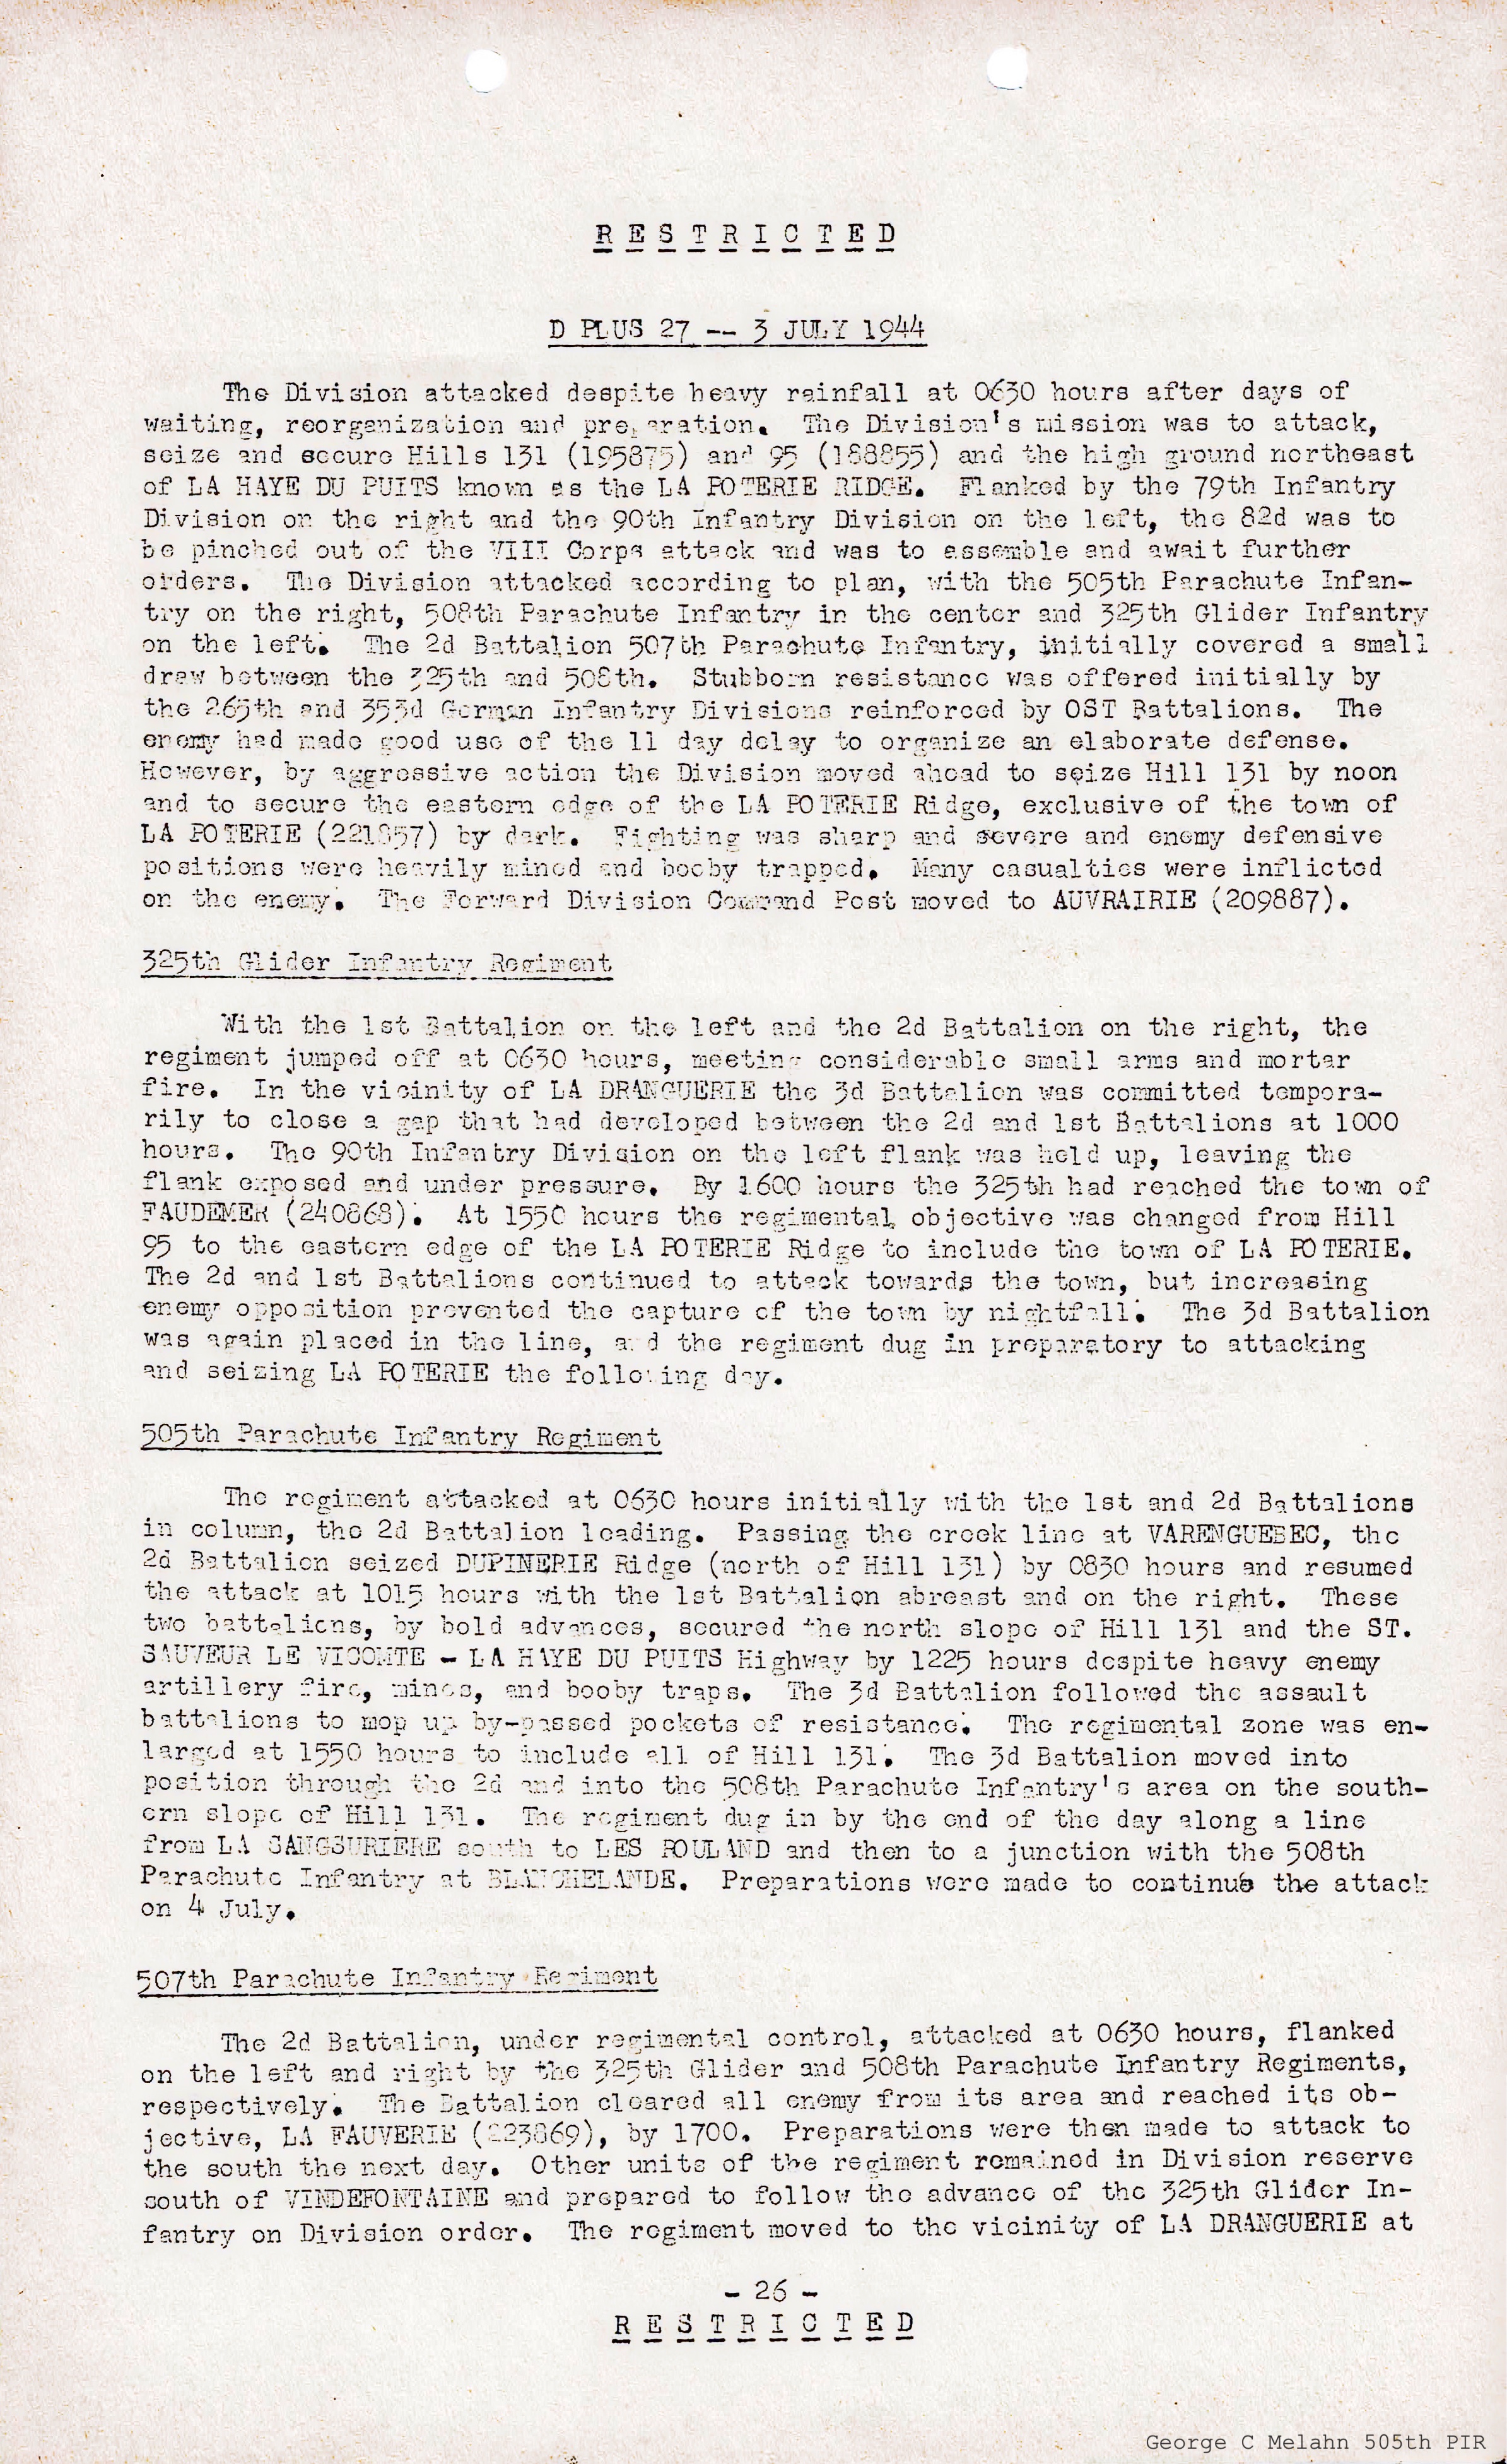 R E S T R I C T E D
D PLUS 27 -- 3 JULY 1944
The Division attacked despite heavy rainfall at 0630 hours after days of
waiting, reorganization and preparation. The Division's mission was to attack,
seize and secure Hills 131 (195875) and 95 (188855) and the high ground northeast
of LA HAYE DU PUITS known as the LA POTERIE RIDGE. Flanked by the 79th Infantry
Division on the right and the 90th Infantry Division on the left, the 82d was to
be pinched out of the VIII Corps attack and was to assemble and await further
orders. The Division attacked according to plan, with the 505th Parachute Infan-
try on the right, 508th Parachute Infantry in the center and 325th Glider Infantry
on the left. The 2d Battalion 507th Parachute Infantry, initially covered a small
draw between the 325th and 508th. Stubborn resistance was offered initially by
the 265th and 353d German Infantry Divisions reinforced by OST Battalions. The
enemy had made good use of the 11 day delay to organize an elaborate defense.
However, by aggressive action the Division moved ahead to seize Hill 131 by noon
and to secure the eastern edge of the LA POTERIE Ridge, exclusive of the town of
LA POTERIE (221857) by dark. Fighting was sharp and severe and enemy defensive
positions were heavily mined and booby trapped. Many casualties were inflicted
on the enemy. The Forward Division Command Post moved to AUVRAIRIE (209887).
325th Glider Infantry Regiment
With the 1st Battalion on the left and the 2d Battalion on the right, the
regiment jumped off at 0630 hours, meeting considerable small arms and mortar
fire. In the vicinity of LA DRANGUERIE the 3d Battalion was committed tempora-
rily to close a gap that had developed between the 2d and 1st Battalions at 1000
hours. The 90th Infantry Division on the left flank was held up, leaving the
flank exposed and under pressure. By 1600 hours the 325th had reached the town of
FAUDEMER (240868). At 1550 hours the regimental objective was changed from Hill
95 to the eastern edge of the LA POTERIE Ridge to include the town of LA POTERIE.
The 2d and 1st Battalions continued to attack towards the town, but increasing
enemy opposition prevented the capture of the town by nightfall. The 3d Battalion
was again placed in the line, and the regiment dug in preparatory to attacking
and seizing LA POTERIE the following day.
505th Parachute Infantry Regiment
The regiment attacked at 0630 hours initially with the 1st and 2d Battalions
in column, the 2d Battalion leading. Passing the creek line at VARENGUEBEC, the
2d Battalion seized DUPINERIE Ridge (north of Hill 131) by 0830 hours and resumed
the attack at 1015 hours with the 1st Battalion abreast and on the right. These
two battalions, by bold advances, secured the north slope of Hill 131 and the ST.
SAUVEUR LE VICOMTE - LA HAYE DU PUITS Highway by 1225 hours despite heavy enemy
artillery fire, mines, and booby traps. The 3d Battalion followed the assault
battalions to mop up by-passed pockets of resistance. The regimental zone was en-
larged at 1550 hours to include all of Hill 131. The 3d Battalion moved into
position through the 2d and into the 508th Parachute Infantry's area on the south-
ern slope of Hill 131. The regiment dug in by the end of the day along a line
from LA SANGSURIERE south to LES POULAND and then to a junction with the 508th
Parachute Infantry at BLANCHELANDE. Preparations were made to continue the attack
on 4 July.
507th Parachute Infantry Regiment
The 2d Battalion, under regimental control, attacked at 0630 hours, flanked
on the left and right by the 325th Glider and 508th Parachute Infantry Regiments,
respectively. The Battalion cleared all enemy from its area and reached its ob-
jective, LA FAUVERIE (223869), by 1700. Preparations were then made to attack to
the south the next day. Other units of the regiment remained in Division reserve
south of VINDEFONTAINE and prepared to follow the advance of the 325th Glider In-
fantry on Division order. The regiment moved to the vicinity of LA DRANGUERIE at
- 26 -
R E S T R I C T E D
George C Melahn 505th PIR